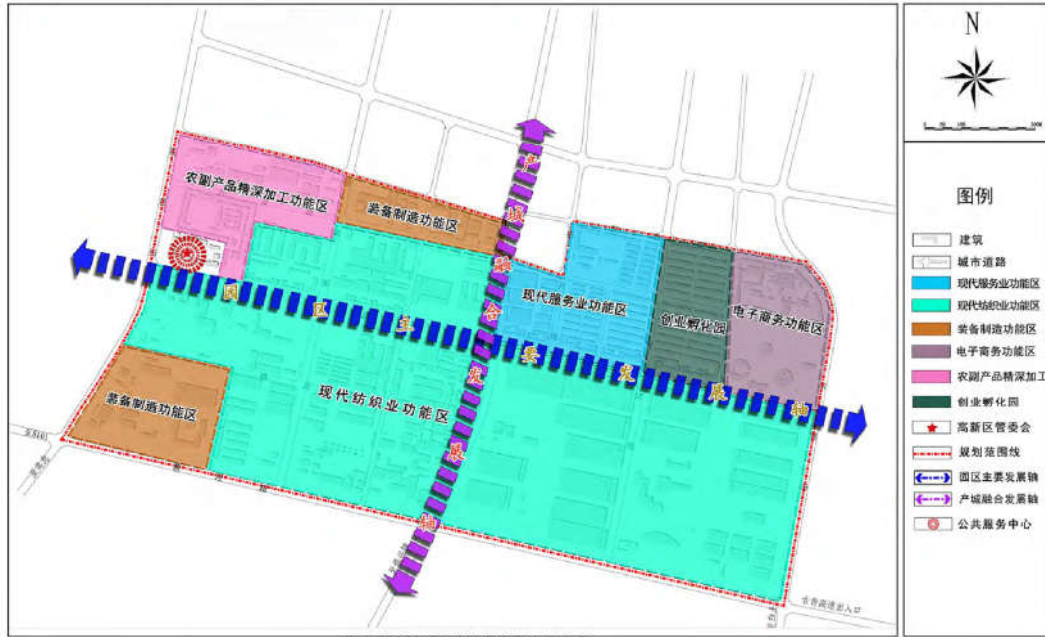 农副产品精深加工功能区
装备制造功能区
现代服务业功能区
创业孵化园
电子商务功能区
现代纺织业功能区
装备制造功能区
园区主要发展轴
产城融合发展轴
N
图例
建筑
城市道路
现代服务业功能区
现代纺织业功能区
装备制造功能区
电子商务功能区
农副产品精深加工
创业孵化园
高新区管委会
规划范围线
园区主要发展轴
产城融合发展轴
公共服务中心